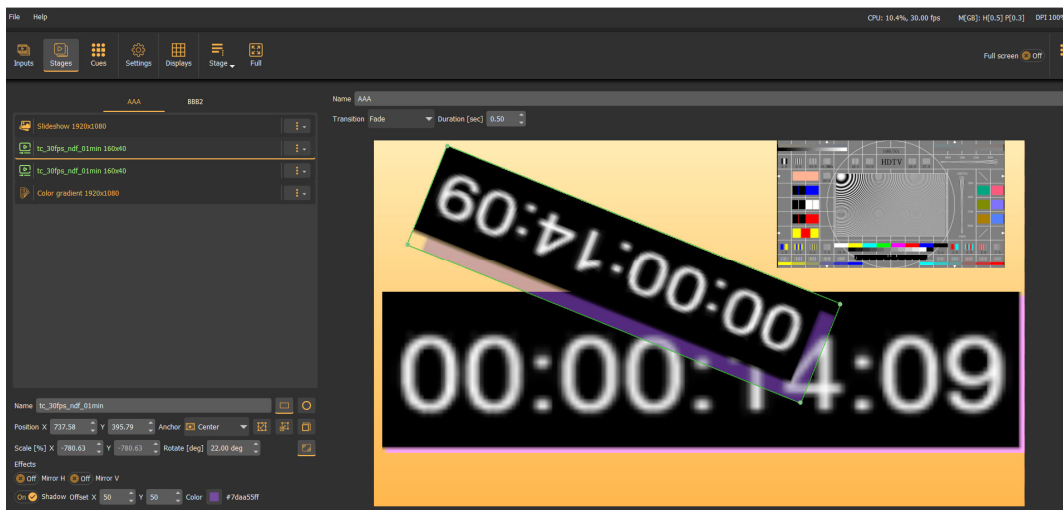 File Help CPU: 10.4%, 30.00 fps M[GB]: H[0.5] P[0.3] DPI 100%
Inputs Stages Cues Settings Displays Stage Full Full screen Off
AAA BBB2
Name AAA
Transition Fade Duration [sec] 0.50
Slideshow 1920x1080
tc_30fps_ndf_01min 160x40
tc_30fps_ndf_01min 160x40
Color gradient 1920x1080
HDTV
00:00:14:09
00:00:14:09
Name tc_30fps_ndf_01min
Position X 737.58 Y 395.79 Anchor Center
Scale [%] X -780.63 Y -780.63 Rotate [deg] 22.00 deg
Effects
Off Mirror H Off Mirror V
On Shadow Offset X 50 Y 50 Color #7daa55ff